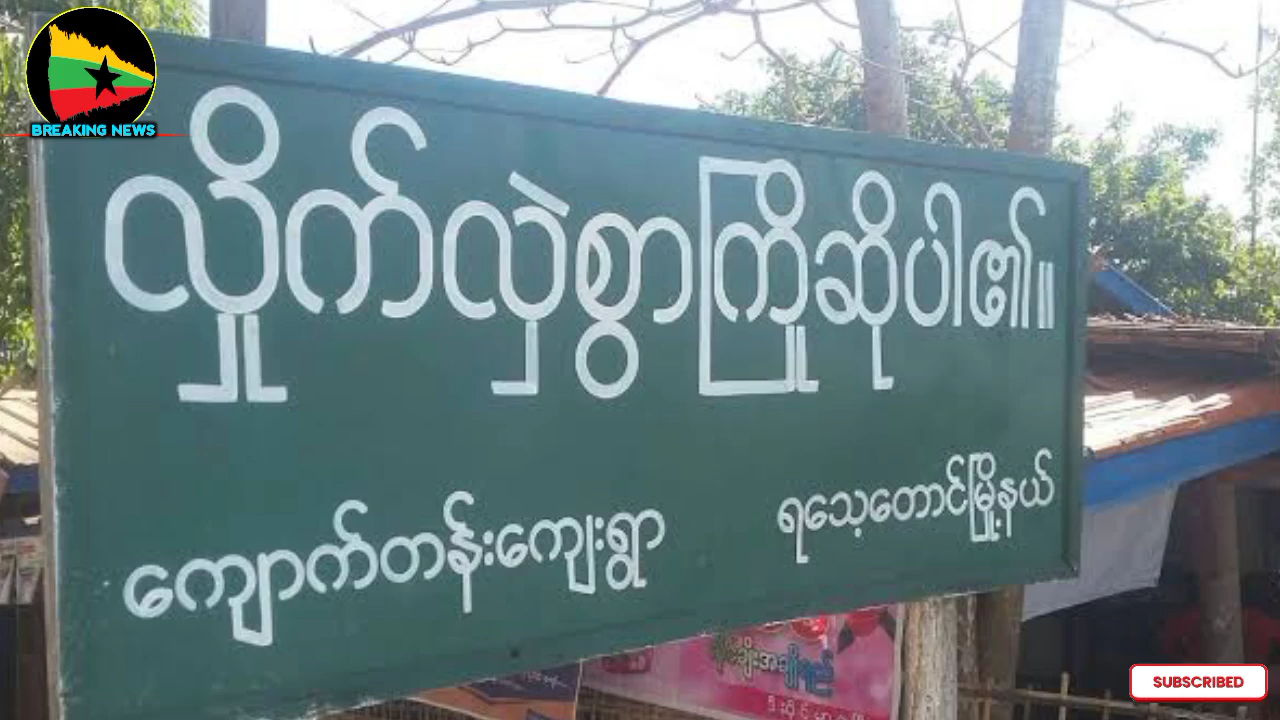 BREAKING NEWS
လှိုက်လှဲစွာကြိုဆိုပါ၏။
ကျောက်တန်းကျေးရွာ ရသေ့တောင်မြို့နယ်
SUBSCRIBED